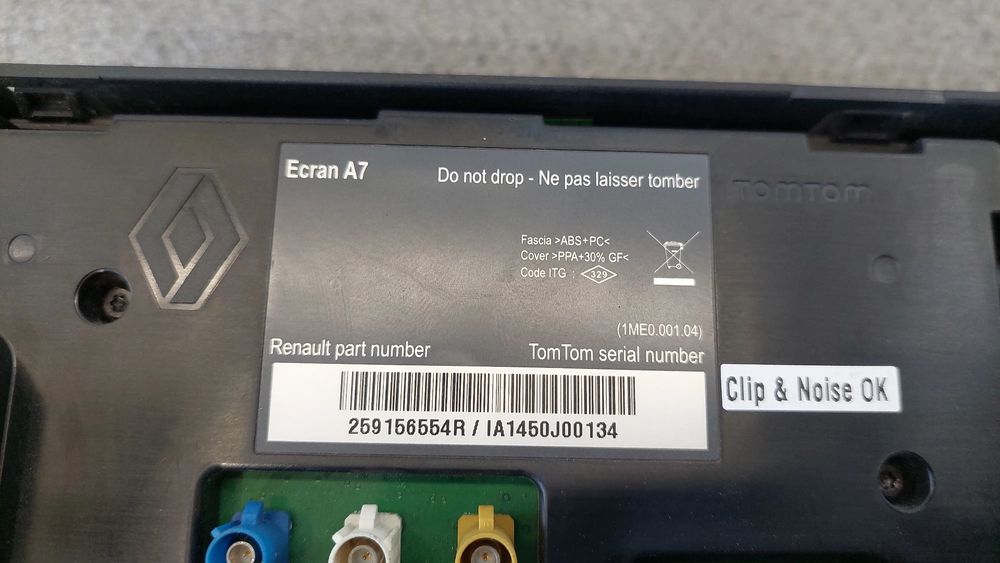 Ecran A7
Do not drop - Ne pas laisser tomber
TOMTOM
Fascia >ABS+PC<
Cover >PPA+30% GF<
Code ITG : 329
(1ME0.001.04)
Renault part number
TomTom serial number
259156554R / IA1450J00134
Clip & Noise OK